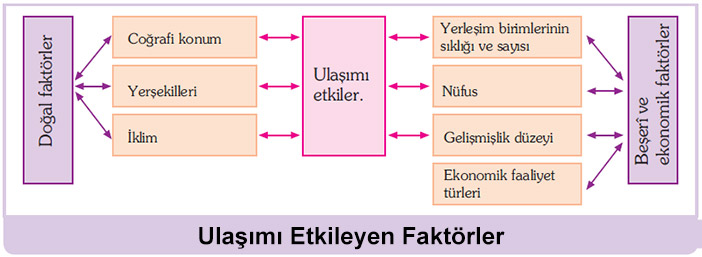 Doğal faktörler
Coğrafi konum
Yerşekilleri
İklim
Ulaşımı
etkiler.
Yerleşim birimlerinin
sıklığı ve sayısı
Nüfus
Gelişmişlik düzeyi
Ekonomik faaliyet
türleri
Beşerî ve
ekonomik faktörler
Ulaşımı Etkileyen Faktörler